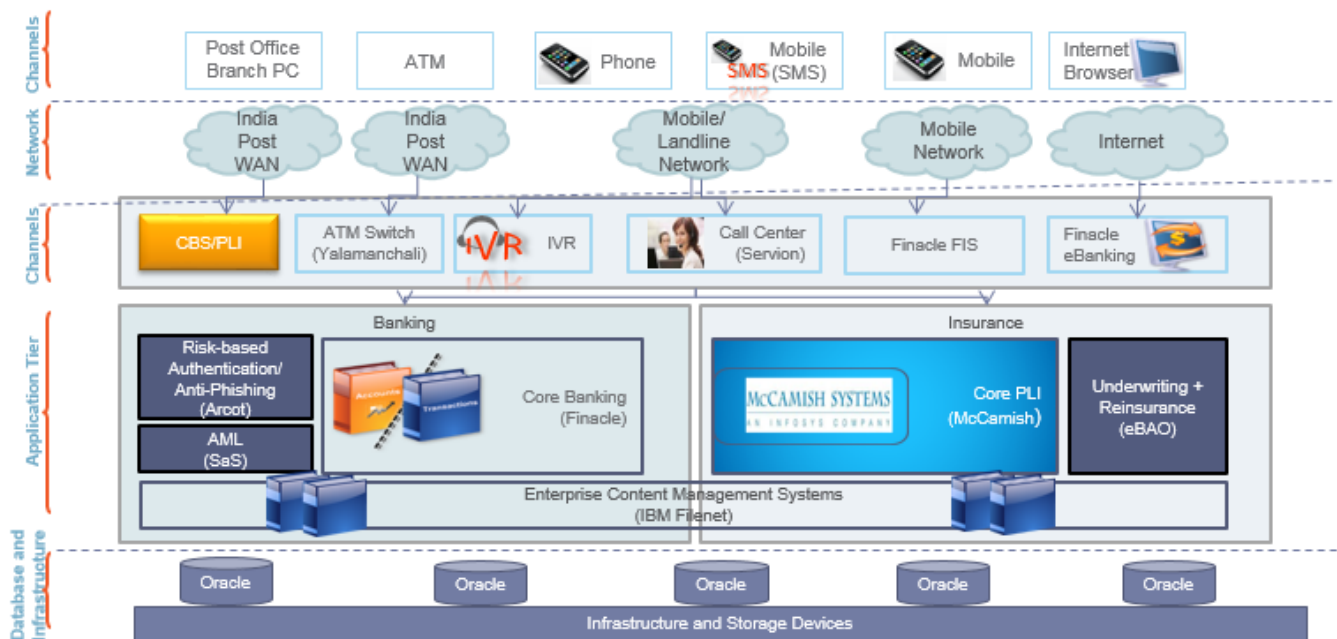 Channels
Post Office
Branch PC
ATM
Phone
SMS
Mobile
(SMS)
Mobile
Internet
Browser
Network
India
Post
WAN
India
Post
WAN
Mobile/
Landline
Network
Mobile
Network
Internet
Channels
CBS/PLI
ATM Switch
(Yalamanchali)
IVR
IVR
Call Center
(Servion)
Finacle FIS
Finacle
eBanking
$
Application Tier
Banking
Risk-based
Authentication/
Anti-Phishing
(Arcot)
AML
(SaS)
Accounts
Transactions
Core Banking
(Finacle)
Insurance
MCCAMISH SYSTEMS
AN INFOSYS COMPANY
Core PLI
(McCamish)
Underwriting +
Reinsurance
(eBAO)
Enterprise Content Management Systems
(IBM Filenet)
Database and
Infrastructure
Oracle
Oracle
Oracle
Oracle
Oracle
Infrastructure and Storage Devices